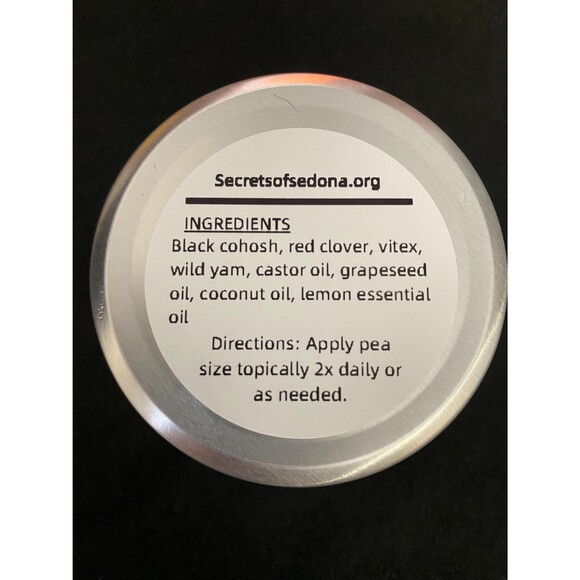 Secretsofsedona.org
INGREDIENTS
Black cohosh, red clover, vitex,
wild yam, castor oil, grapeseed
oil, coconut oil, lemon essential
oil
Directions: Apply pea
size topically 2x daily or
as needed.